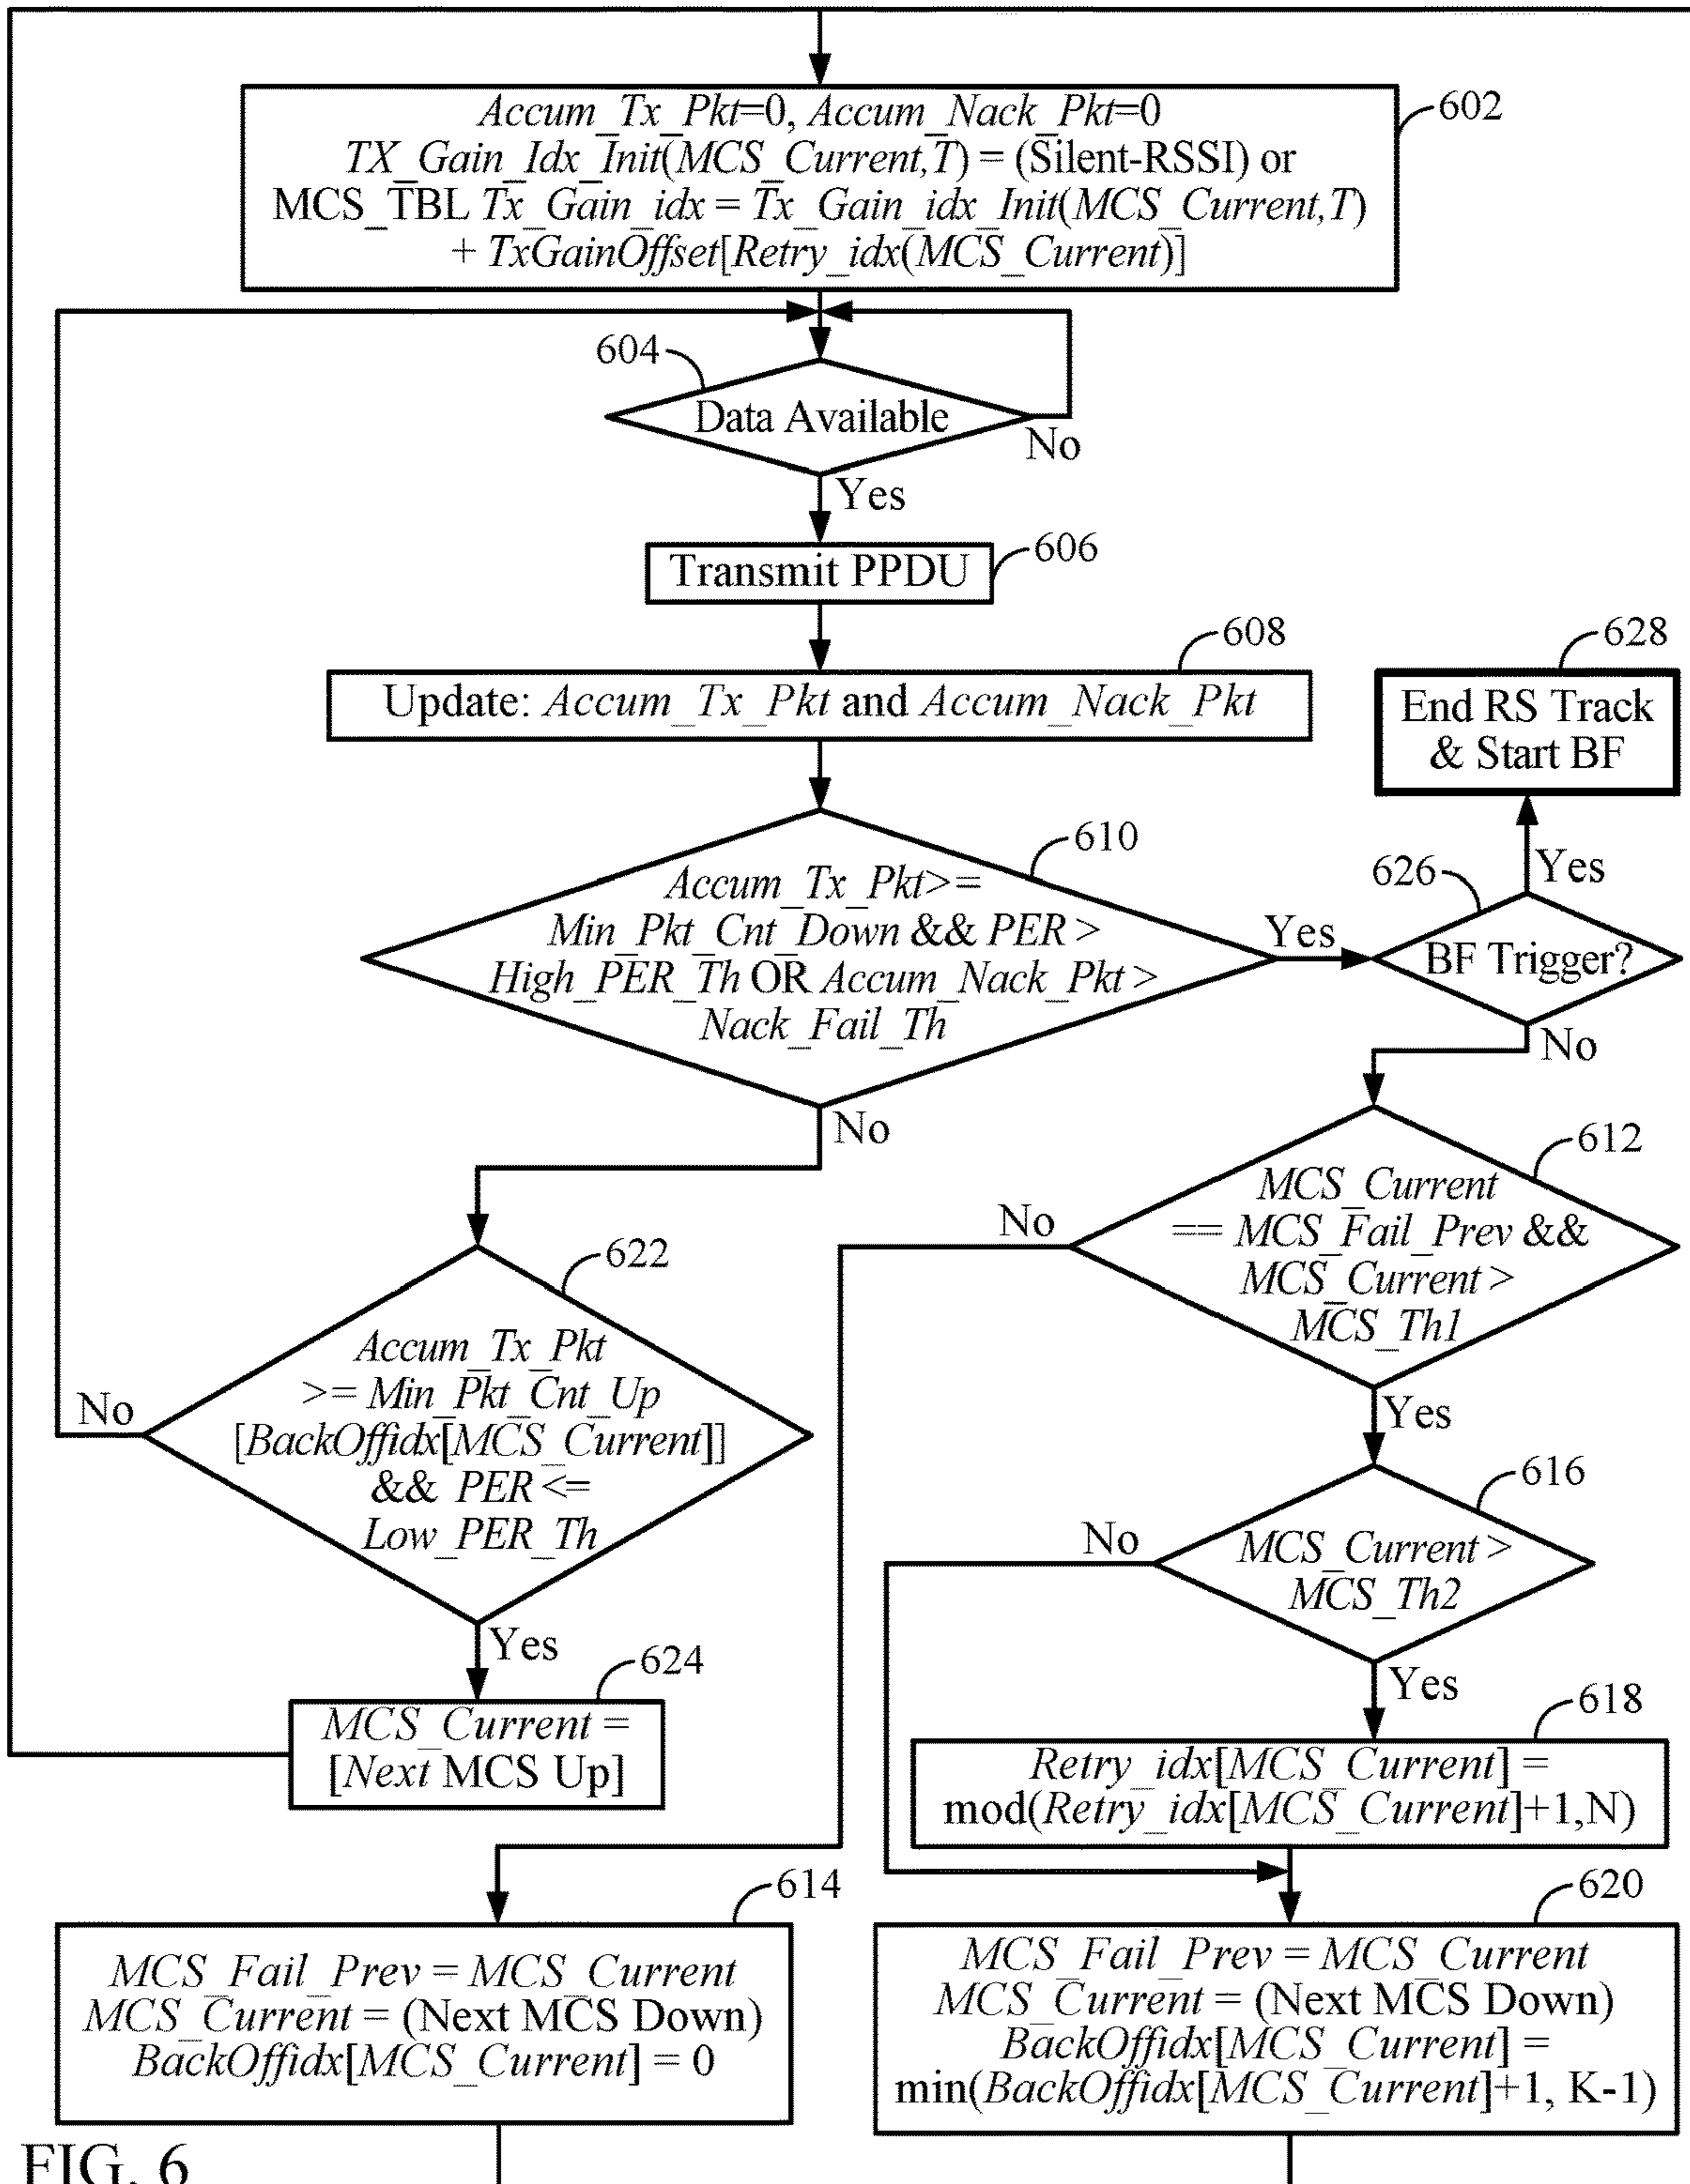 602
Accum_Tx_Pkt=0, Accum_Nack_Pkt=0
TX_Gain_Idx_Init(MCS_Current,T) = (Silent-RSSI) or
MCS_TBL Tx_Gain_idx = Tx_Gain_idx_Init(MCS_Current,T)
+ TxGainOffset[Retry_idx(MCS_Current)]
604
Data Available
No
Yes
606
Transmit PPDU
608
Update: Accum_Tx_Pkt and Accum_Nack_Pkt
628
End RS Track
& Start BF
610
Accum_Tx_Pkt>=
Min_Pkt_Cnt_Down && PER >
High_PER_Th OR Accum_Nack_Pkt >
Nack_Fail_Th
Yes
No
626
BF Trigger?
Yes
No
612
MCS_Current
== MCS_Fail_Prev &&
MCS_Current >
MCS_Th1
No
Yes
622
Accum_Tx_Pkt
>= Min_Pkt_Cnt_Up
[BackOffidx[MCS_Current]]
&& PER <=
Low_PER_Th
No
Yes
616
MCS_Current >
MCS_Th2
No
Yes
624
MCS_Current =
[Next MCS Up]
618
Retry_idx[MCS_Current] =
mod(Retry_idx[MCS_Current]+1,N)
614
MCS_Fail_Prev = MCS_Current
MCS_Current = (Next MCS Down)
BackOffidx[MCS_Current] = 0
620
MCS_Fail_Prev = MCS_Current
MCS_Current = (Next MCS Down)
BackOffidx[MCS_Current] =
min(BackOffidx[MCS_Current]+1, K-1)
FIG. 6